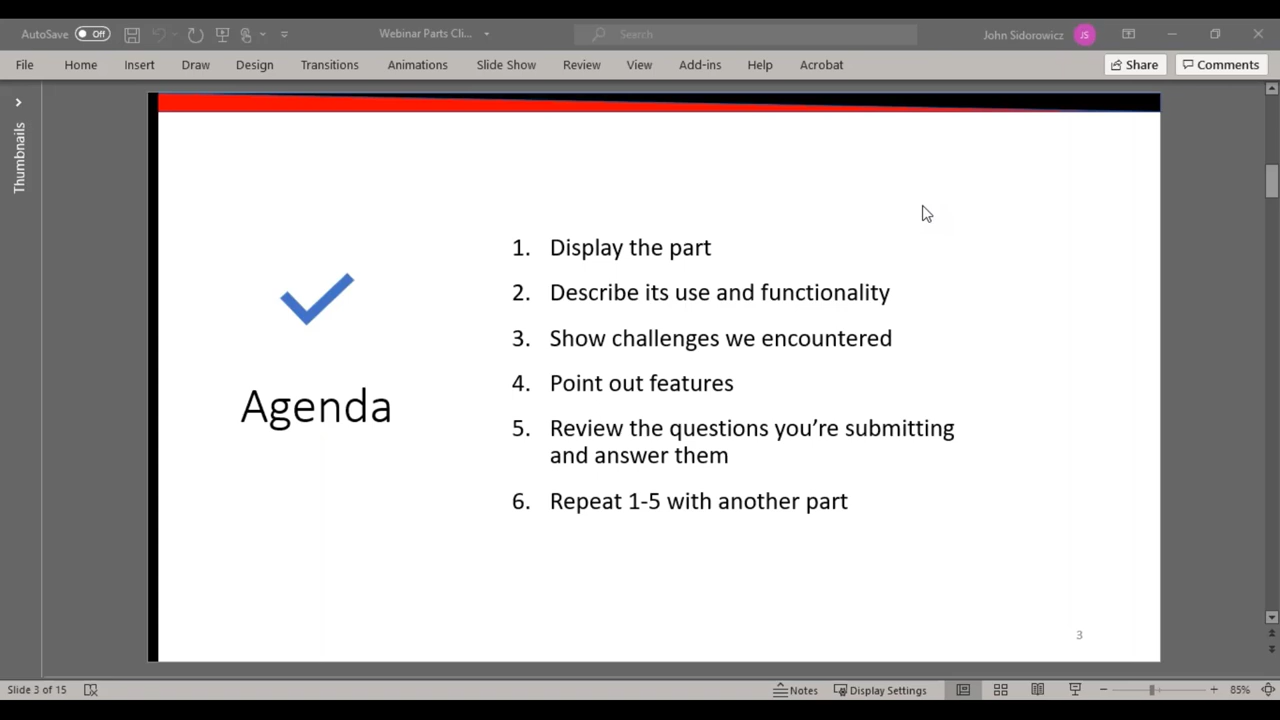 AutoSave Off Webinar Parts Cli... Search John Sidorowicz JS
File Home Insert Draw Design Transitions Animations Slide Show Review View Add-ins Help Acrobat Share Comments
Thumbnails
Agenda
1. Display the part
2. Describe its use and functionality
3. Show challenges we encountered
4. Point out features
5. Review the questions you’re submitting
and answer them
6. Repeat 1-5 with another part
3
Slide 3 of 15 Notes Display Settings 85%